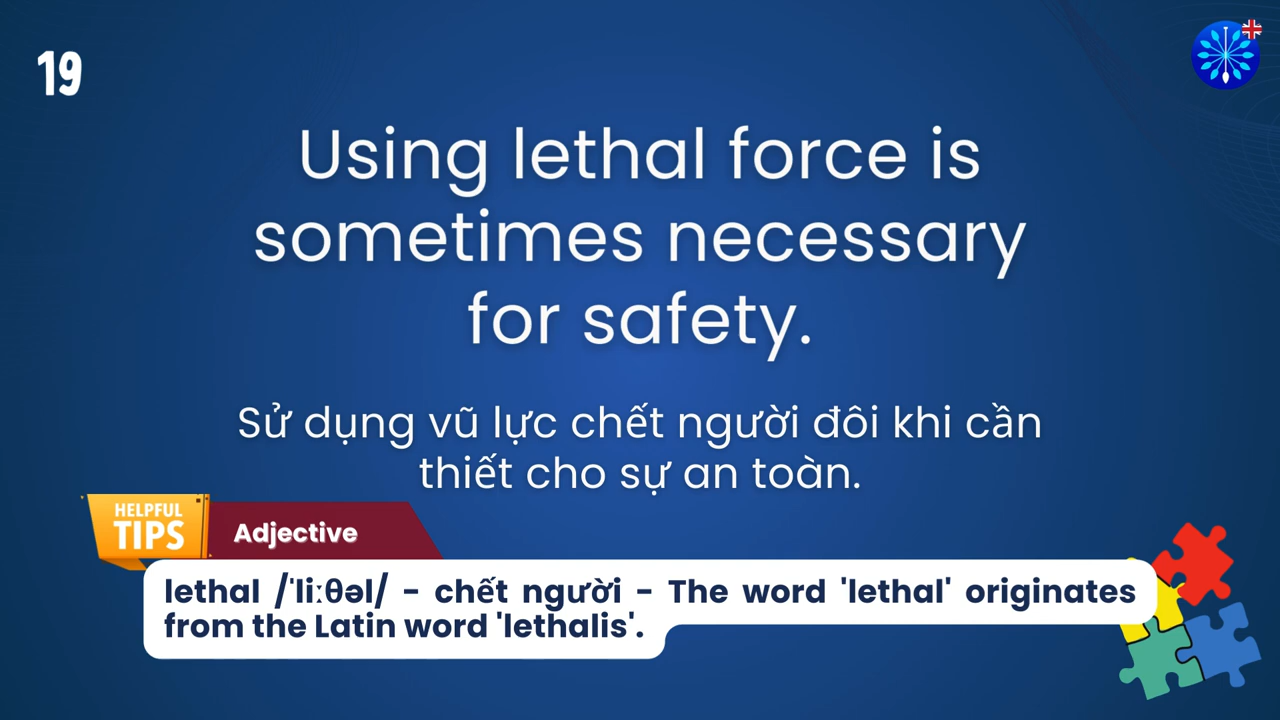 19
Using lethal force is
sometimes necessary
for safety.
Sử dụng vũ lực chết người đôi khi cần
thiết cho sự an toàn.
HELPFUL
TIPS
Adjective
lethal /ˈliːθəl/ - chết người - The word 'lethal' originates
from the Latin word 'lethalis'.